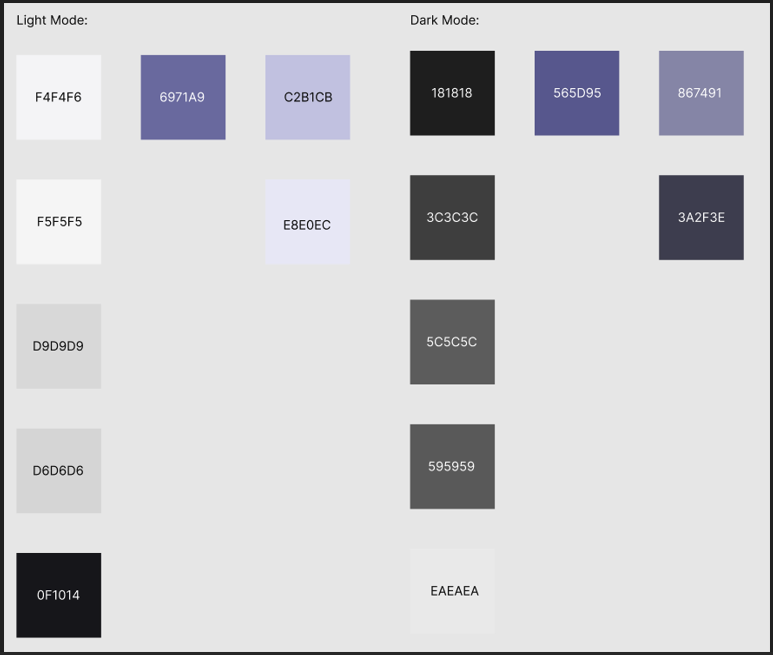 Light Mode:
F4F4F6
6971A9
C2B1CB
F5F5F5
E8E0EC
D9D9D9
D6D6D6
0F1014
Dark Mode:
181818
565D95
867491
3C3C3C
3A2F3E
5C5C5C
595959
EAEAEA